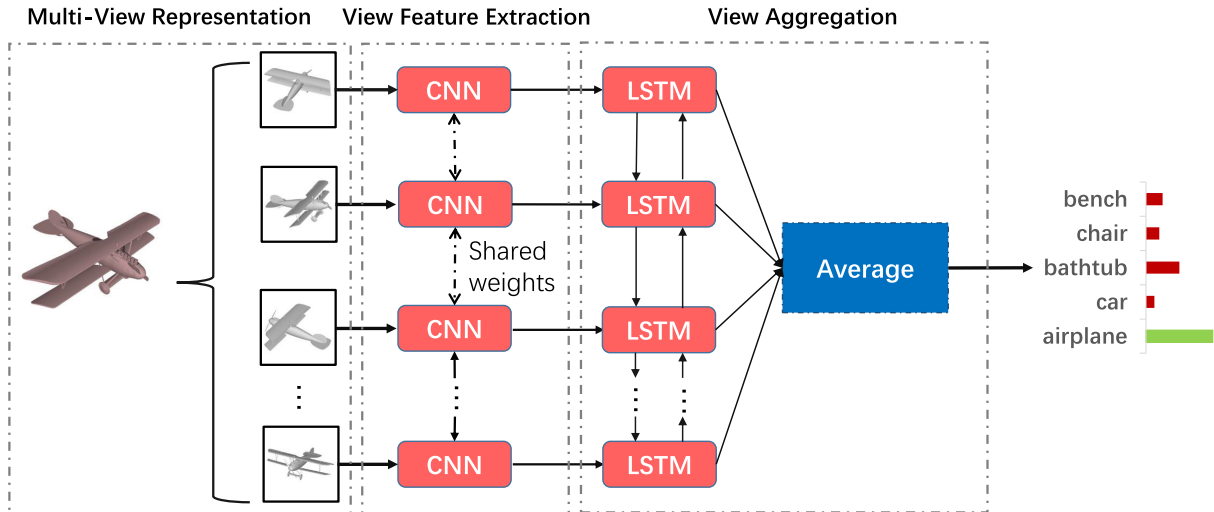 Multi-View Representation
View Feature Extraction
View Aggregation
CNN
LSTM
CNN
LSTM
Shared
weights
Average
CNN
LSTM
CNN
LSTM
bench
chair
bathtub
car
airplane